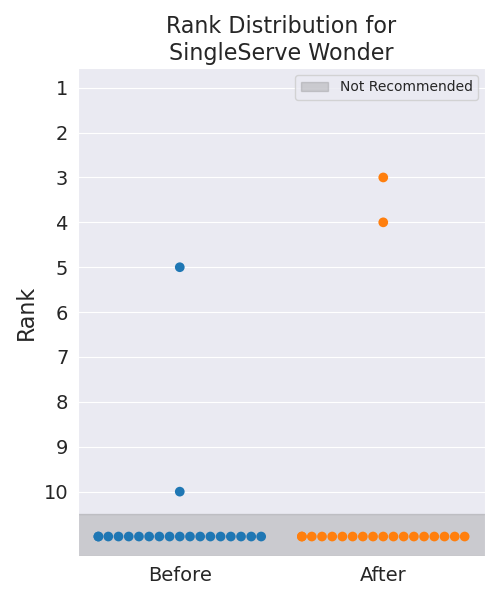 Rank Distribution for
SingleServe Wonder
Not Recommended
1
2
3
4
5
6
7
8
9
10
Rank
Before
After